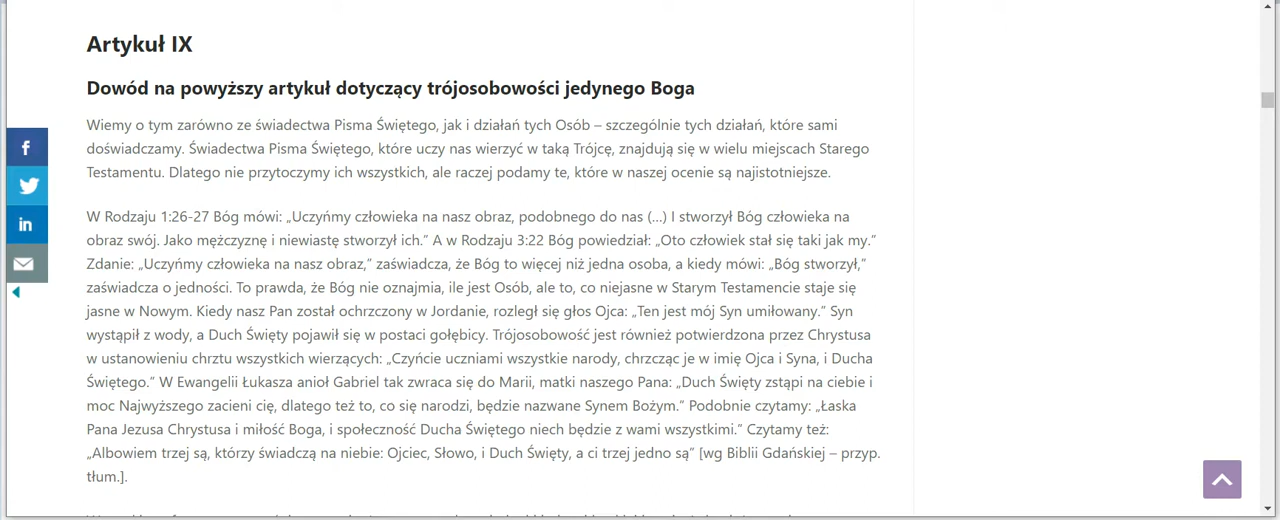 Artykuł IX
Dowód na powyższy artykuł dotyczący trójosobowości jedynego Boga
Wiemy o tym zarówno ze świadectwa Pisma Świętego, jak i działań tych Osób – szczególnie tych działań, które sami
doświadczamy. Świadectwa Pisma Świętego, które uczy nas wierzyć w taką Trójcę, znajdują się w wielu miejscach Starego
Testamentu. Dlatego nie przytoczymy ich wszystkich, ale raczej podamy te, które w naszej ocenie są najistotniejsze.
W Rodzaju 1:26-27 Bóg mówi: „Uczyńmy człowieka na nasz obraz, podobnego do nas (…) I stworzył Bóg człowieka na
obraz swój. Jako mężczyznę i niewiastę stworzył ich.” A w Rodzaju 3:22 Bóg powiedział: „Oto człowiek stał się taki jak my.”
Zdanie: „Uczyńmy człowieka na nasz obraz,” zaświadcza, że Bóg to więcej niż jedna osoba, a kiedy mówi: „Bóg stworzył,”
zaświadcza o jedności. To prawda, że Bóg nie oznajmia, ile jest Osób, ale to, co niejasne w Starym Testamencie staje się
jasne w Nowym. Kiedy nasz Pan został ochrzczony w Jordanie, rozległ się głos Ojca: „Ten jest mój Syn umiłowany.” Syn
wystąpił z wody, a Duch Święty pojawił się w postaci gołębicy. Trójosobowość jest również potwierdzona przez Chrystusa
w ustanowieniu chrztu wszystkich wierzących: „Czyńcie uczniami wszystkie narody, chrzcząc je w imię Ojca i Syna, i Ducha
Świętego.” W Ewangelii Łukasza anioł Gabriel tak zwraca się do Marii, matki naszego Pana: „Duch Święty zstąpi na ciebie i
moc Najwyższego zacieni cię, dlatego też to, co się narodzi, będzie nazwane Synem Bożym.” Podobnie czytamy: „Łaska
Pana Jezusa Chrystusa i miłość Boga, i społeczność Ducha Świętego niech będzie z wami wszystkimi.” Czytamy też:
„Albowiem trzej są, którzy świadczą na niebie: Ojciec, Słowo, i Duch Święty, a ci trzej jedno są” [wg Biblii Gdańskiej – przyp.
tłum.].